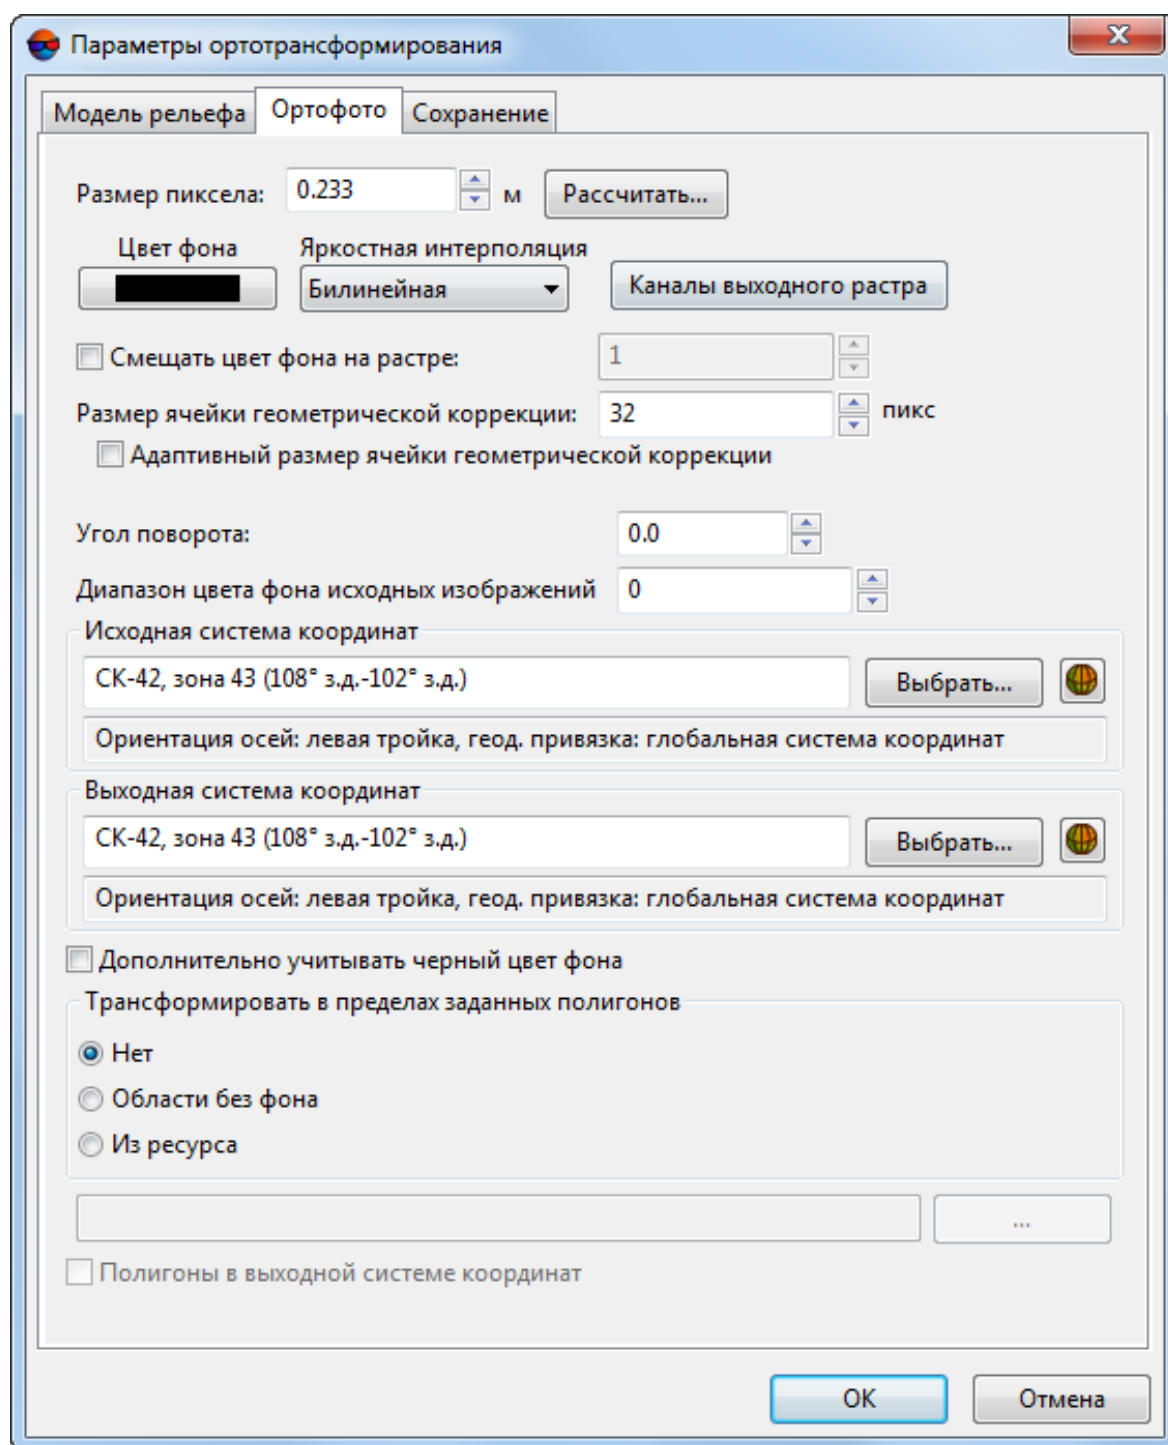 Параметры ортотрансформирования
Модель рельефа Ортофото Сохранение
Размер пиксела: 0.233 м Рассчитать...
Цвет фона Яркостная интерполяция
Билинейная Каналы выходного растра
Смещать цвет фона на растре: 1
Размер ячейки геометрической коррекции: 32 пикс
Адаптивный размер ячейки геометрической коррекции
Угол поворота: 0.0
Диапазон цвета фона исходных изображений 0
Исходная система координат
СК-42, зона 43 (108° з.д.-102° з.д.) Выбрать...
Ориентация осей: левая тройка, геод. привязка: глобальная система координат
Выходная система координат
СК-42, зона 43 (108° з.д.-102° з.д.) Выбрать...
Ориентация осей: левая тройка, геод. привязка: глобальная система координат
Дополнительно учитывать черный цвет фона
Трансформировать в пределах заданных полигонов
Нет
Области без фона
Из ресурса
...
Полигоны в выходной системе координат
OK Отмена